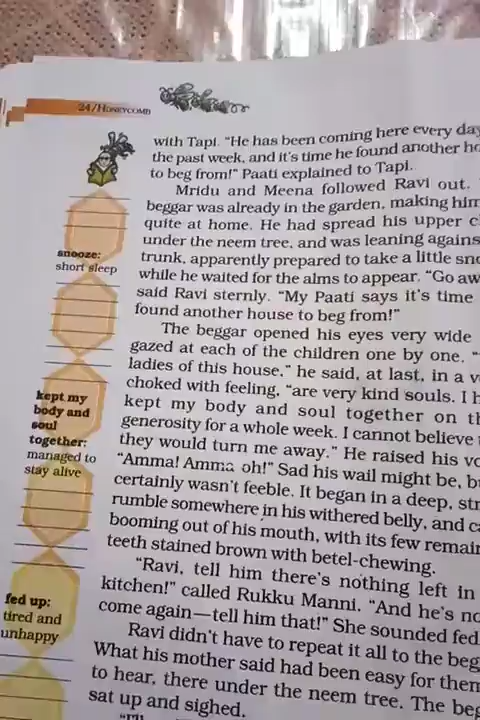 24/HONEYCOMB
with Tapi. "He has been coming here every day
the past week, and it's time he found another
to beg from!" Paati explained to Tapi.
Mridu and Meena followed Ravi out.
beggar was already in the garden, making him
quite at home. He had spread his upper
under the neem tree, and was leaning agains
trunk, apparently prepared to take a little
while he waited for the alms to appear. "Go
said Ravi sternly. "My Paati says it's time
found another house to beg from!"
The beggar opened his eyes very wide
gazed at each of the children one by one.
ladies of this house," he said, at last, in a
choked with feeling, "are very kind souls. I
kept my body and soul together on
generosity for a whole week. I cannot believe
they would turn me away." He raised his
"Amma! Amma oh!" Sad his wail might be,
certainly wasn't feeble. It began in a deep,
rumble somewhere in his withered belly, and
booming out of his mouth, with its few
teeth stained brown with betel-chewing.
"Ravi, tell him there's nothing left in
kitchen!" called Rukku Manni. "And he's
come again—tell him that!" She sounded fed
Ravi didn't have to repeat it all to the
What his mother said had been easy for them
to hear, there under the neem tree. The
sat up and sighed.
snooze:
short sleep
kept my
body and
soul
together:
managed to
stay alive
fed up:
tired and
unhappy